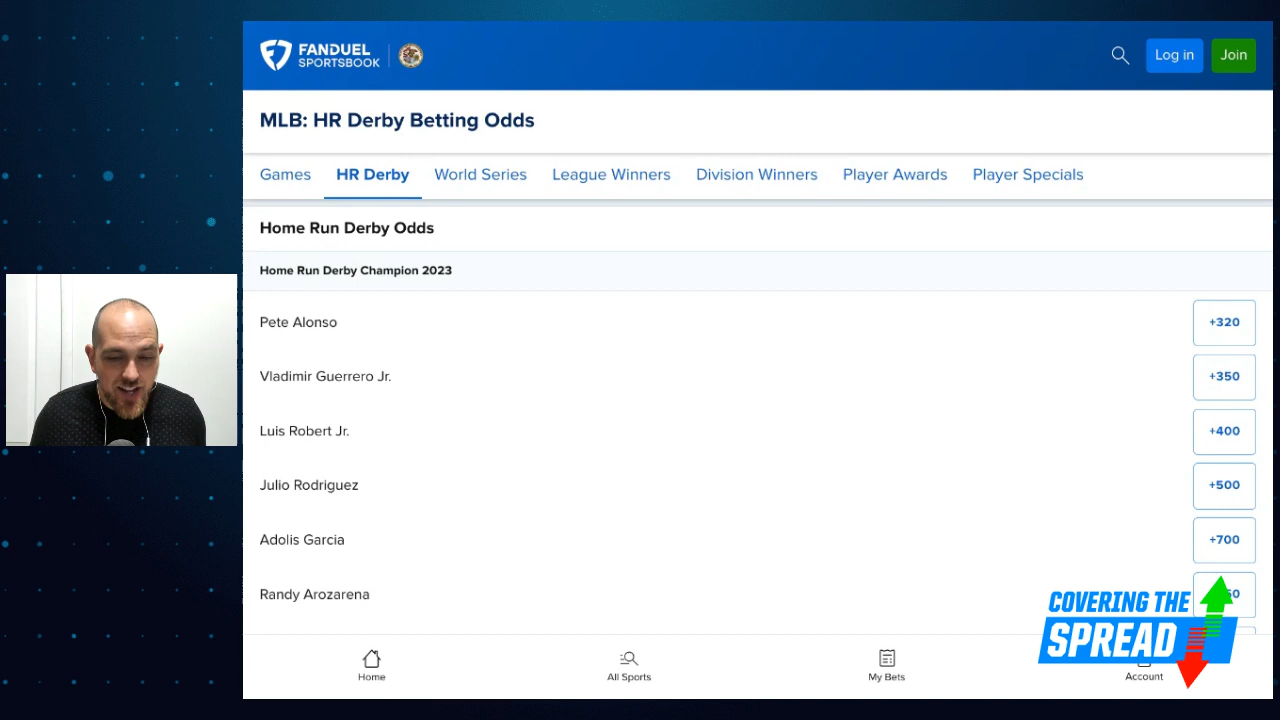 FANDUEL
SPORTSBOOK
Log in
Join
MLB: HR Derby Betting Odds
Games HR Derby World Series League Winners Division Winners Player Awards Player Specials
Home Run Derby Odds
Home Run Derby Champion 2023
Pete Alonso +320
Vladimir Guerrero Jr. +350
Luis Robert Jr. +400
Julio Rodriguez +500
Adolis Garcia +700
Randy Arozarena
COVERING THE
SPREAD
Home All Sports My Bets Account